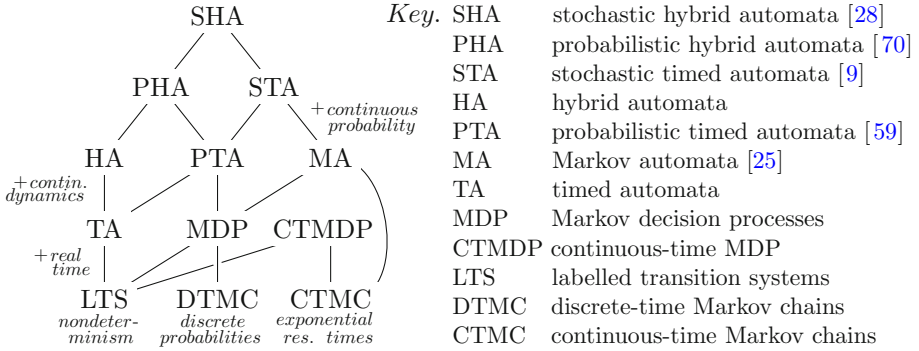 SHA
PHA STA
+continuous
probability
HA PTA MA
+contin.
dynamics
TA MDP CTMDP
+real
time
LTS DTMC CTMC
nondeter-
minism
discrete
probabilities
exponential
res. times
Key. SHA stochastic hybrid automata [28]
PHA probabilistic hybrid automata [70]
STA stochastic timed automata [9]
HA hybrid automata
PTA probabilistic timed automata [59]
MA Markov automata [25]
TA timed automata
MDP Markov decision processes
CTMDP continuous-time MDP
LTS labelled transition systems
DTMC discrete-time Markov chains
CTMC continuous-time Markov chains